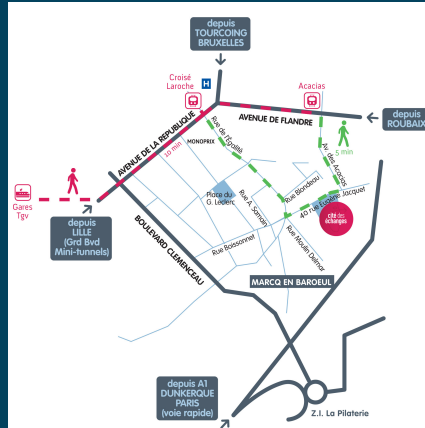 depuis
TOURCOING
BRUXELLES
Croisé
Laroche
H
Acacias
depuis
ROUBAIX
AVENUE DE LA RÉPUBLIQUE
10 min
MONOPRIX
Rue de l'Égalité
AVENUE DE FLANDRE
Av. des Acacias
5 min
Gares
Tgv
depuis
LILLE
(Grd Bvd
Mini-tunnels)
Place du
G. Leclerc
Rue A. Samain
Rue Blondeau
40 rue Eugène Jacquet
cité des
échanges
Rue Moulin Delmar
Rue Boissonnet
BOULEVARD CLEMENCEAU
MARCQ EN BAROEUL
depuis A1
DUNKERQUE
PARIS
(voie rapide)
Z.I. La Pilaterie